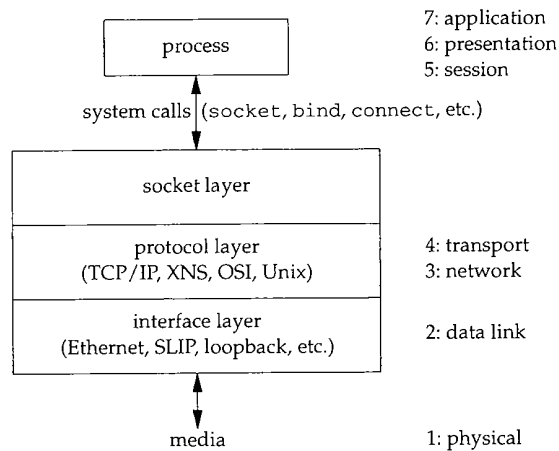 7: application
process
6: presentation
5: session
system calls (socket, bind, connect, etc.)
socket layer
protocol layer
(TCP/IP, XNS, OSI, Unix)
4: transport
3: network
interface layer
(Ethernet, SLIP, loopback, etc.)
2: data link
media
1: physical